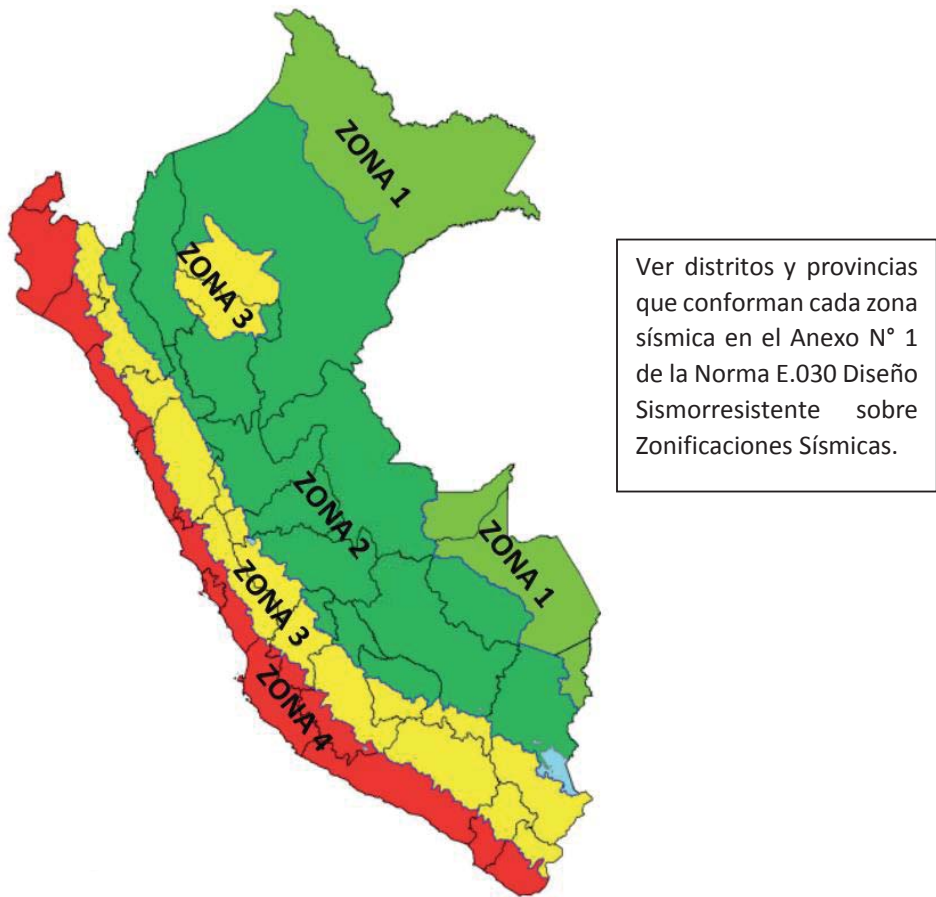 ZONA 1
ZONA 3
ZONA 2
ZONA 1
ZONA 3
ZONA 4
Ver distritos y provincias
que conforman cada zona
sísmica en el Anexo N° 1
de la Norma E.030 Diseño
Sismorresistente sobre
Zonificaciones Sísmicas.